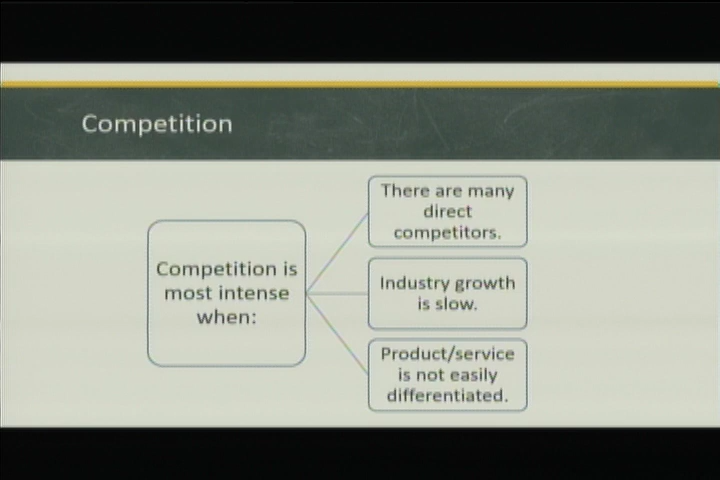 Competition
Competition is
most intense
when:
There are many
direct
competitors.
Industry growth
is slow.
Product/service
is not easily
differentiated.